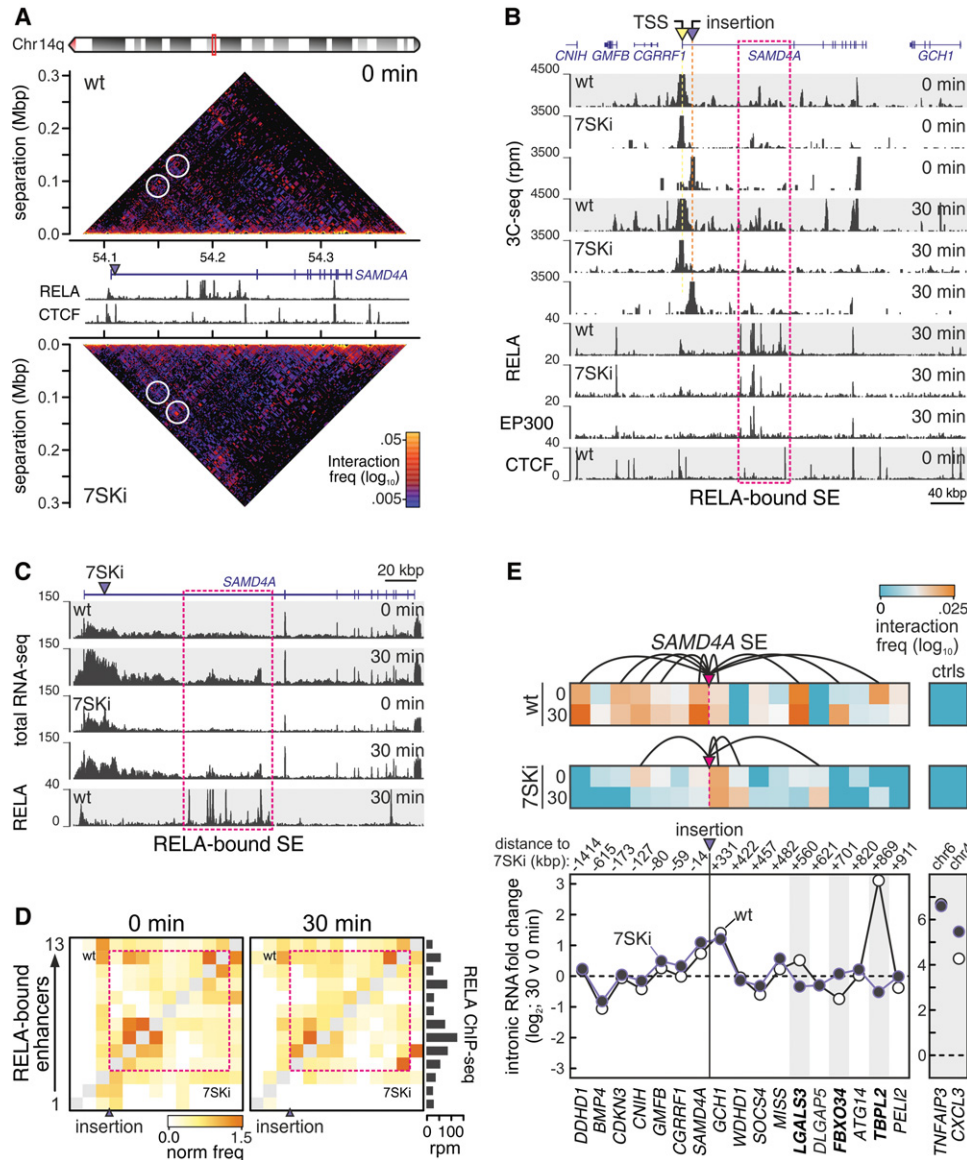 A
Chr14q
wt
0 min
separation (Mbp)
0.3
0.2
0.1
0.0
54.1
54.2
54.3
SAMD4A
RELA
CTCF
0.0
0.1
0.2
0.3
separation (Mbp)
7SKi
.05
Interaction
freq (log10)
.005
B
TSS
insertion
CNIH
GMFB
CGRRF1
SAMD4A
GCH1
3C-seq (rpm)
4500
wt
0 min
3500
7SKi
0 min
3500
0 min
4500
wt
30 min
3500
7SKi
30 min
3500
30 min
40
RELA
wt
30 min
20
7SKi
30 min
20
EP300
30 min
40
CTCF
wt
0 min
0
RELA-bound SE
40 kbp
C
7SKi
SAMD4A
20 kbp
total RNA-seq
150
wt
0 min
150
30 min
150
7SKi
0 min
150
30 min
40
RELA
wt
30 min
0
RELA-bound SE
D
0 min
30 min
RELA-bound
enhancers
13
1
wt
7SKi
wt
7SKi
RELA ChIP-seq
insertion
insertion
0.0
1.5
norm freq
0 100
rpm
E
0
.025
interaction
freq (log10)
SAMD4A SE
ctrls
wt
0
30
7SKi
0
30
insertion
distance to
7SKi (kbp):
-1414
-615
-173
-127
-80
-59
-14
+331
+422
+457
+482
+560
+621
+701
+820
+869
+911
chr6
chr4
intronic RNA fold change
(log2; 30 v 0 min)
3
2
1
0
-1
-2
-3
7SKi
wt
6
4
2
0
DDHD1
BMP4
CDKN3
CNIH
GMFB
CGRRF1
SAMD4A
GCH1
WDHD1
SOCS4
MISS
LGALS3
DLGAP5
FBXO34
ATG14
TBPL2
PELI2
TNFAIP3
CXCL3